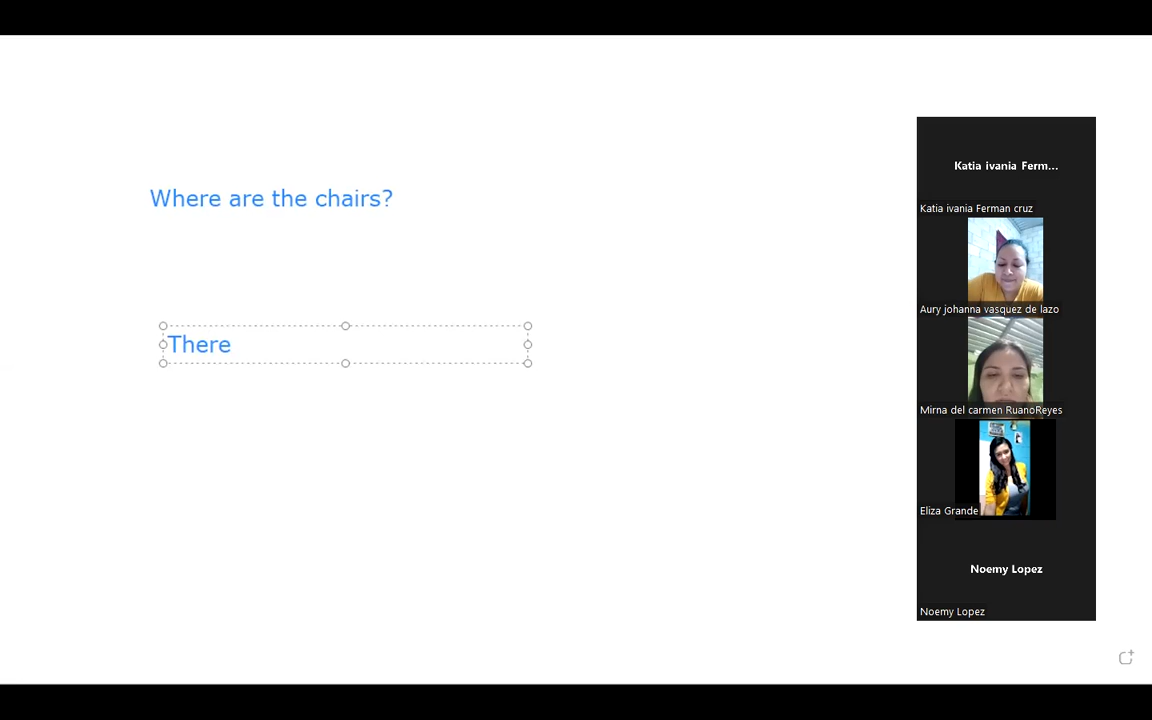 Where are the chairs?
There
Katia ivania Ferm...
Katia ivania Ferman cruz
Aury johanna vasquez de lazo
Mirna del carmen RuanoReyes
Eliza Grande
Noemy Lopez
Noemy Lopez